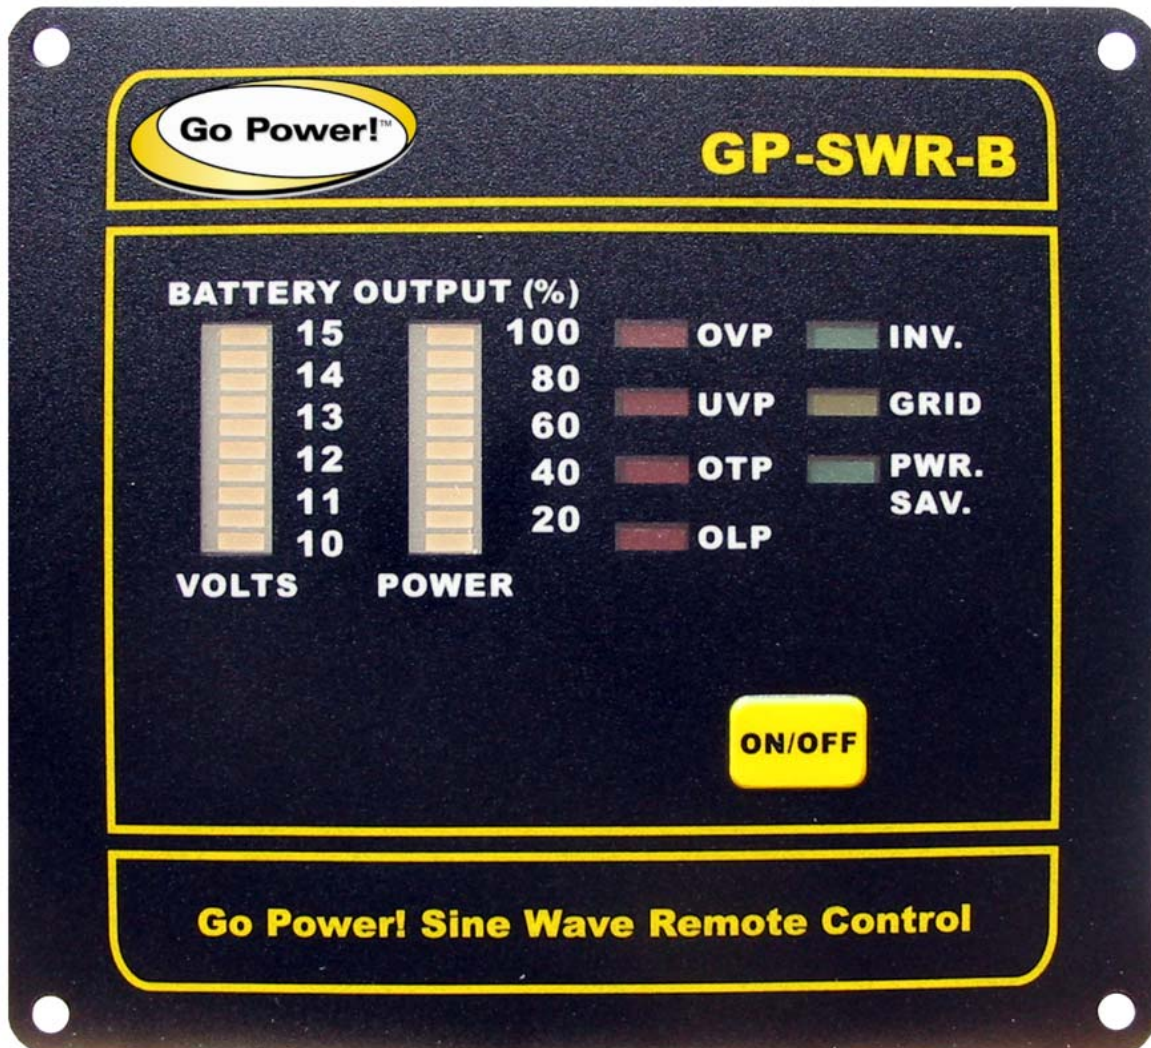 Go Power!™
GP-SWR-B
BATTERY OUTPUT (%)
15
14
13
12
11
10
VOLTS
100
80
60
40
20
POWER
OVP
UVP
OTP
OLP
INV.
GRID
PWR.
SAV.
ON/OFF
Go Power! Sine Wave Remote Control